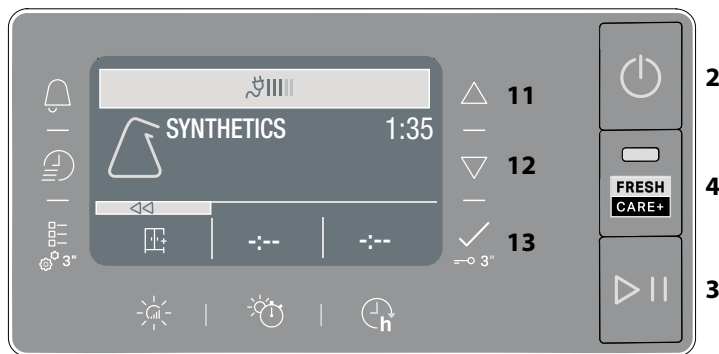 2
11
SYNTHETICS 1:35
12
FRESH
CARE+
4
-:-- -:--
3"
13
3"
3
h